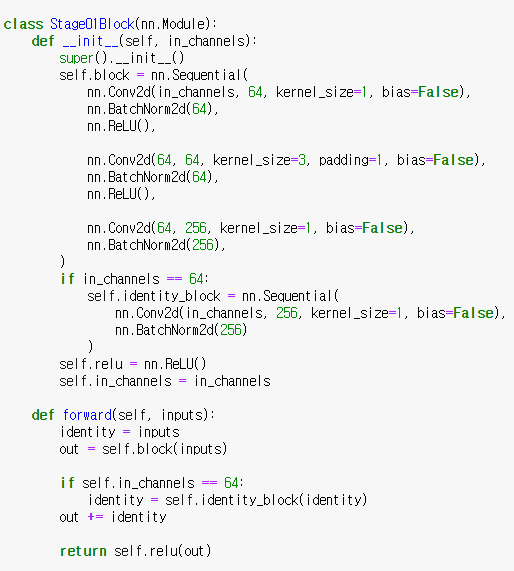 class Stage01Block(nn.Module):
    def __init__(self, in_channels):
        super().__init__()
        self.block = nn.Sequential(
            nn.Conv2d(in_channels, 64, kernel_size=1, bias=False),
            nn.BatchNorm2d(64),
            nn.ReLU(),

            nn.Conv2d(64, 64, kernel_size=3, padding=1, bias=False),
            nn.BatchNorm2d(64),
            nn.ReLU(),

            nn.Conv2d(64, 256, kernel_size=1, bias=False),
            nn.BatchNorm2d(256),
        )
        if in_channels == 64:
            self.identity_block = nn.Sequential(
                nn.Conv2d(in_channels, 256, kernel_size=1, bias=False),
                nn.BatchNorm2d(256)
            )
        self.relu = nn.ReLU()
        self.in_channels = in_channels

    def forward(self, inputs):
        identity = inputs
        out = self.block(inputs)

        if self.in_channels == 64:
            identity = self.identity_block(identity)
        out += identity

        return self.relu(out)